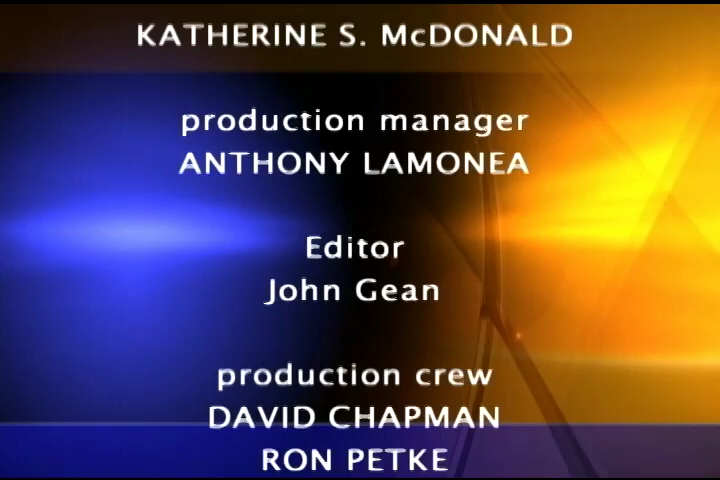 KATHERINE S. McDONALD
production manager
ANTHONY LAMONEA
Editor
John Gean
production crew
DAVID CHAPMAN
RON PETKE